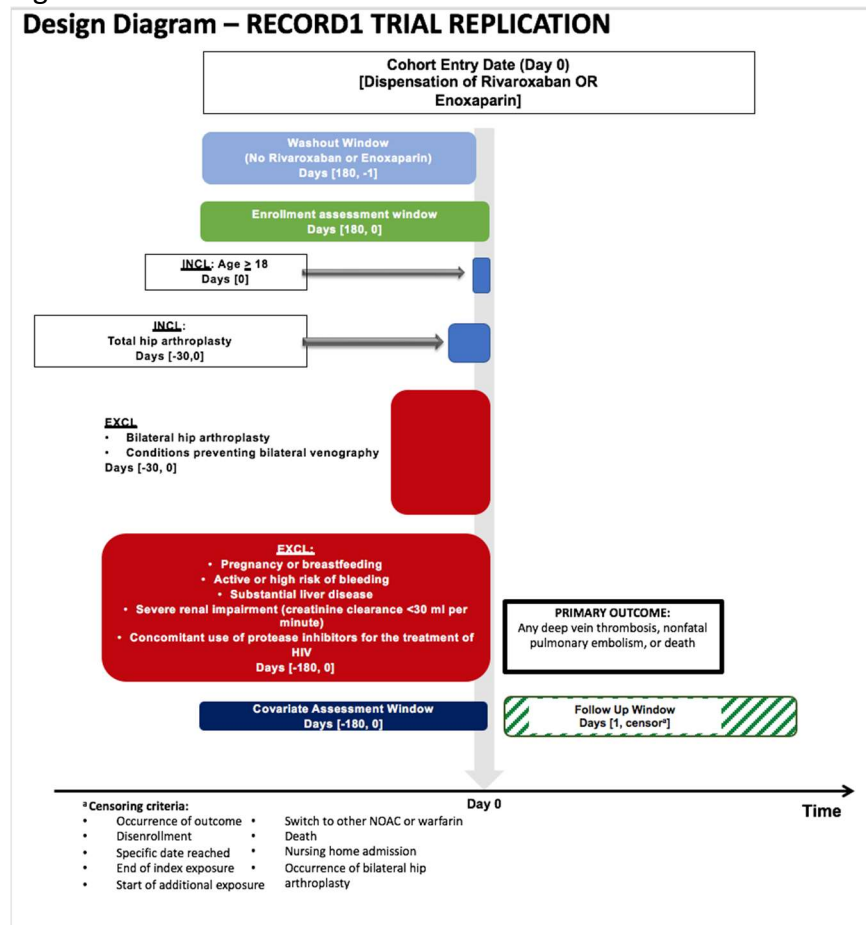 Design Diagram – RECORD1 TRIAL REPLICATION
Cohort Entry Date (Day 0)
[Dispensation of Rivaroxaban OR
Enoxaparin]
Washout Window
(No Rivaroxaban or Enoxaparin)
Days [180, -1]
Enrollment assessment window
Days [180, 0]
INCL: Age ≥ 18
Days [0]
INCL:
Total hip arthroplasty
Days [-30,0]
EXCL
• Bilateral hip arthroplasty
• Conditions preventing bilateral venography
Days [-30, 0]
EXCL:
• Pregnancy or breastfeeding
• Active or high risk of bleeding
• Substantial liver disease
• Severe renal impairment (creatinine clearance <30 ml per
minute)
• Concomitant use of protease inhibitors for the treatment of
HIV
Days [-180, 0]
PRIMARY OUTCOME:
Any deep vein thrombosis, nonfatal
pulmonary embolism, or death
Covariate Assessment Window
Days [-180, 0]
Follow Up Window
Days [1, censorᵃ]
Day 0
Time
ᵃ Censoring criteria:
• Occurrence of outcome
• Disenrollment
• Specific date reached
• End of index exposure
• Start of additional exposure
• Switch to other NOAC or warfarin
• Death
• Nursing home admission
• Occurrence of bilateral hip
arthroplasty